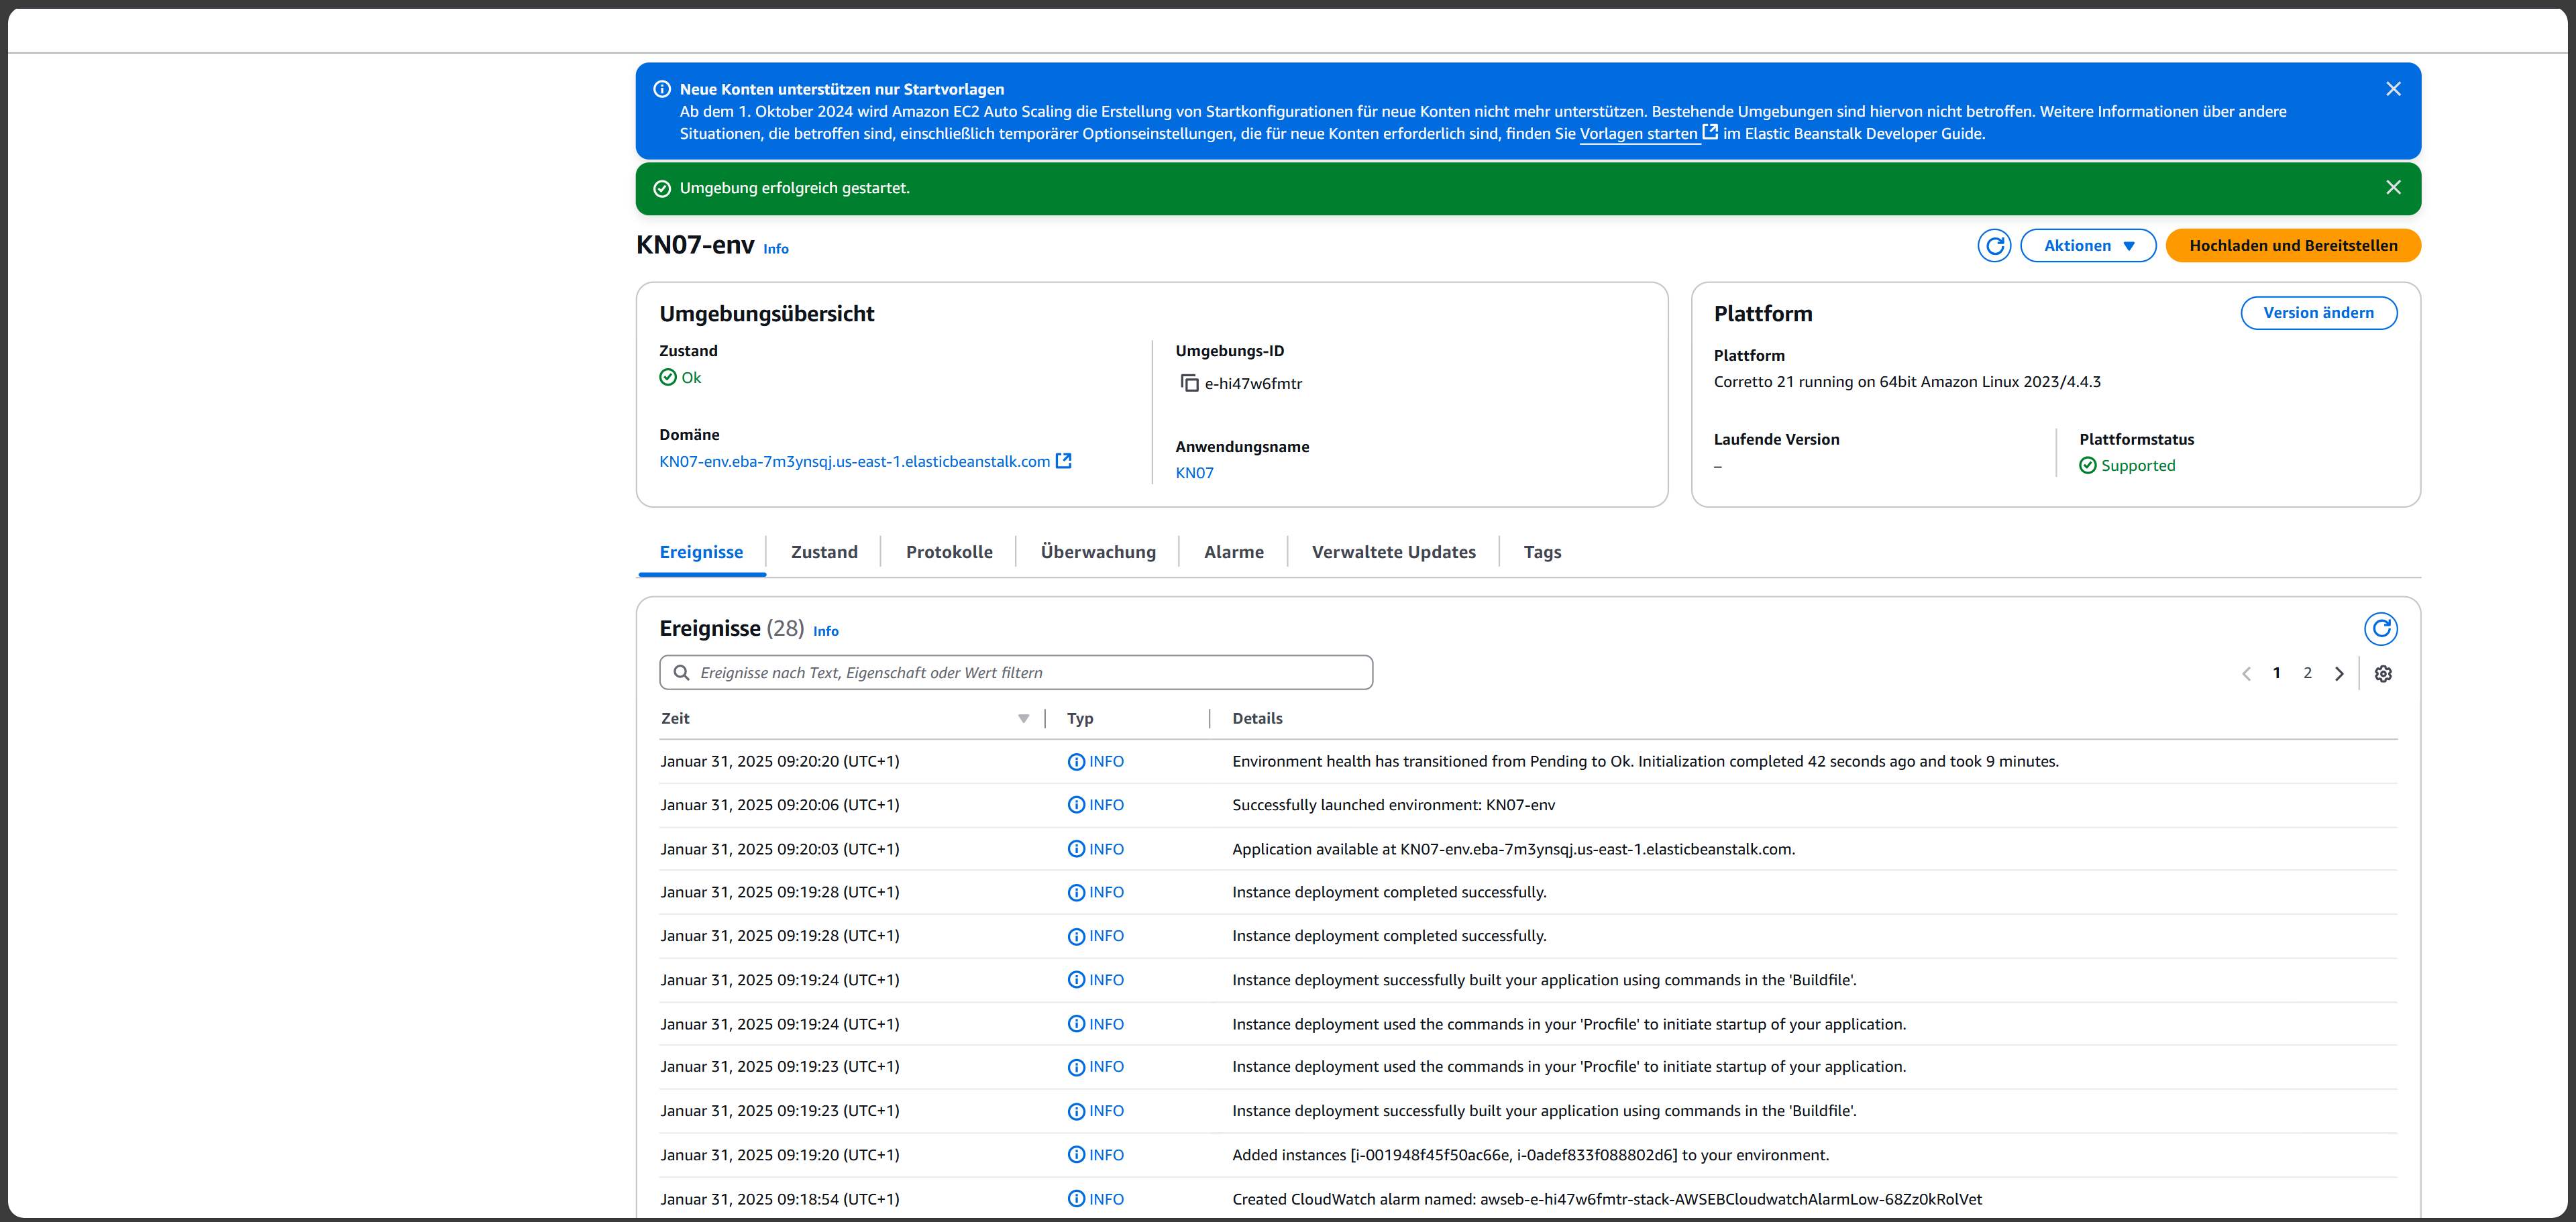 Neue Konten unterstützen nur Startvorlagen
Ab dem 1. Oktober 2024 wird Amazon EC2 Auto Scaling die Erstellung von Startkonfigurationen für neue Konten nicht mehr unterstützen. Bestehende Umgebungen sind hiervon nicht betroffen. Weitere Informationen über andere
Situationen, die betroffen sind, einschließlich temporärer Optionseinstellungen, die für neue Konten erforderlich sind, finden Sie Vorlagen starten im Elastic Beanstalk Developer Guide.
Umgebung erfolgreich gestartet.
KN07-env Info
Aktionen
Hochladen und Bereitstellen
Umgebungsübersicht
Zustand
Ok
Domäne
KN07-env.eba-7m3ynsqj.us-east-1.elasticbeanstalk.com
Umgebungs-ID
e-hi47w6fmtr
Anwendungsname
KN07
Plattform
Version ändern
Plattform
Corretto 21 running on 64bit Amazon Linux 2023/4.4.3
Laufende Version
–
Plattformstatus
Supported
Ereignisse Zustand Protokolle Überwachung Alarme Verwaltete Updates Tags
Ereignisse (28) Info
Ereignisse nach Text, Eigenschaft oder Wert filtern
1 2
Zeit Typ Details
Januar 31, 2025 09:20:20 (UTC+1) INFO Environment health has transitioned from Pending to Ok. Initialization completed 42 seconds ago and took 9 minutes.
Januar 31, 2025 09:20:06 (UTC+1) INFO Successfully launched environment: KN07-env
Januar 31, 2025 09:20:03 (UTC+1) INFO Application available at KN07-env.eba-7m3ynsqj.us-east-1.elasticbeanstalk.com.
Januar 31, 2025 09:19:28 (UTC+1) INFO Instance deployment completed successfully.
Januar 31, 2025 09:19:28 (UTC+1) INFO Instance deployment completed successfully.
Januar 31, 2025 09:19:24 (UTC+1) INFO Instance deployment successfully built your application using commands in the 'Buildfile'.
Januar 31, 2025 09:19:24 (UTC+1) INFO Instance deployment used the commands in your 'Procfile' to initiate startup of your application.
Januar 31, 2025 09:19:23 (UTC+1) INFO Instance deployment used the commands in your 'Procfile' to initiate startup of your application.
Januar 31, 2025 09:19:23 (UTC+1) INFO Instance deployment successfully built your application using commands in the 'Buildfile'.
Januar 31, 2025 09:19:20 (UTC+1) INFO Added instances [i-001948f45f50ac66e, i-0adef833f088802d6] to your environment.
Januar 31, 2025 09:18:54 (UTC+1) INFO Created CloudWatch alarm named: awseb-e-hi47w6fmtr-stack-AWSEBCloudwatchAlarmLow-68Zz0kRolVet